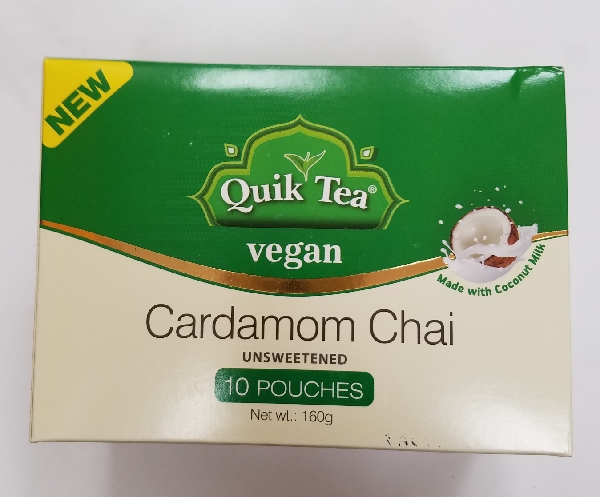 NEW
Quik Tea®
vegan
Made with Coconut Milk
Cardamom Chai
UNSWEETENED
10 POUCHES
Net wt.: 160g